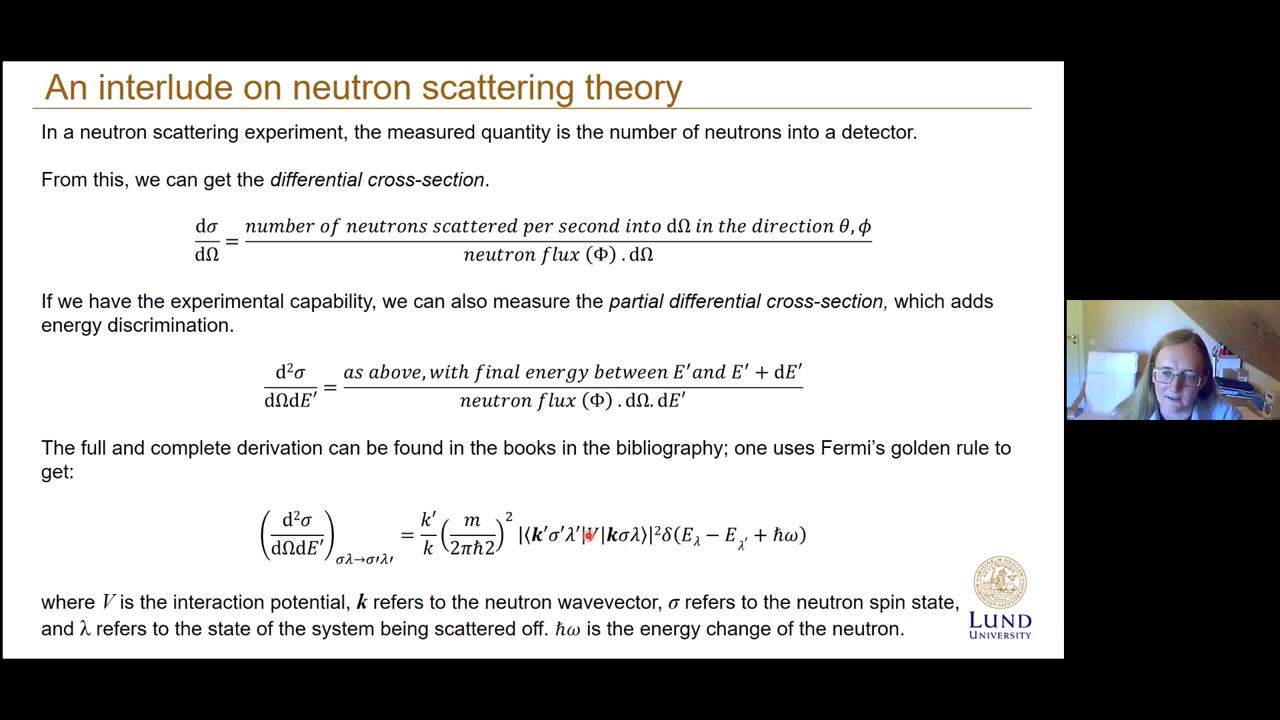 An interlude on neutron scattering theory
In a neutron scattering experiment, the measured quantity is the number of neutrons into a detector.
From this, we can get the differential cross-section.
dσ/dΩ = number of neutrons scattered per second into dΩ in the direction θ, ϕ / neutron flux (Φ) . dΩ
If we have the experimental capability, we can also measure the partial differential cross-section, which adds
energy discrimination.
d²σ/dΩdE′ = as above, with final energy between E′ and E′ + dE′ / neutron flux (Φ) . dΩ. dE′
The full and complete derivation can be found in the books in the bibliography; one uses Fermi's golden rule to
get:
(d²σ/dΩdE′)σλ→σ′λ′ = k′/k (m/2πħ2)² |⟨k′σ′λ′|V|kσλ⟩|²δ(Eλ − Eλ′ + ħω)
where V is the interaction potential, k refers to the neutron wavevector, σ refers to the neutron spin state,
and λ refers to the state of the system being scattered off. ħω is the energy change of the neutron.
LUND
UNIVERSITY